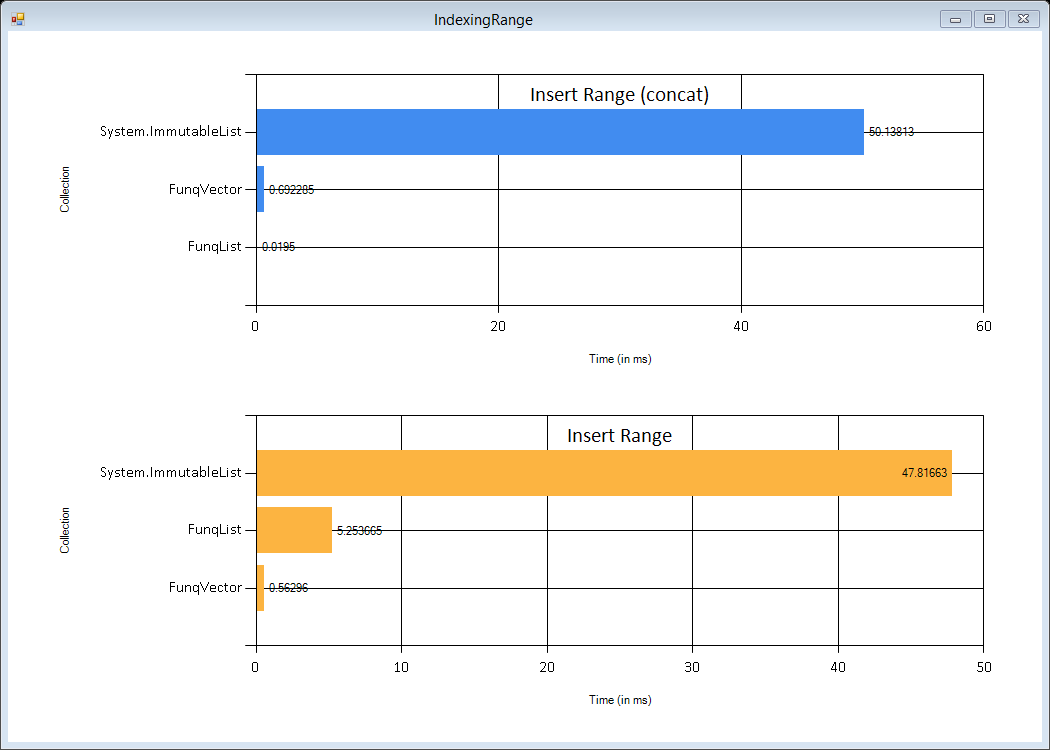 IndexingRange
Insert Range (concat)
System.ImmutableList
50.13813
FunqVector
0.692285
FunqList
0.0195
Collection
0 20 40 60
Time (in ms)
Insert Range
System.ImmutableList
47.81663
FunqList
5.253665
FunqVector
0.56296
Collection
0 10 20 30 40 50
Time (in ms)